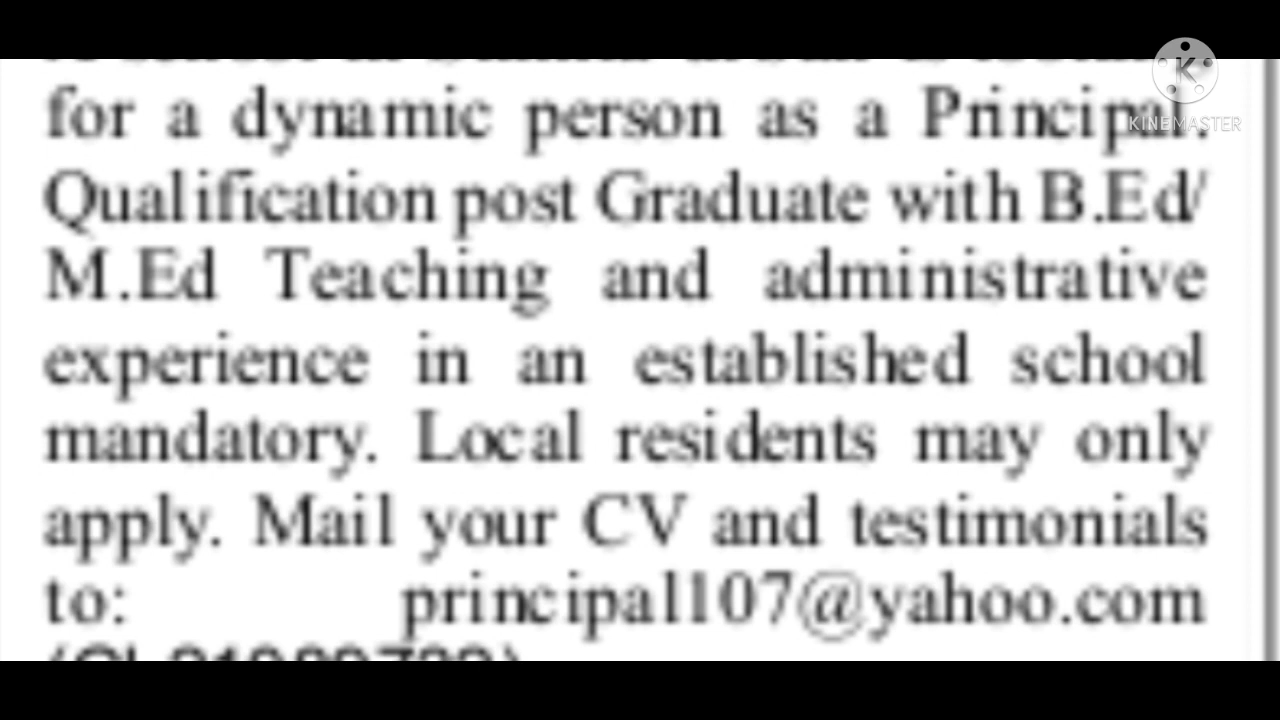 for a dynamic person as a Principal.
Qualification post Graduate with B.Ed/
M.Ed Teaching and administrative
experience in an established school
mandatory. Local residents may only
apply. Mail your CV and testimonials
to: principal107@yahoo.com
KINEMASTER